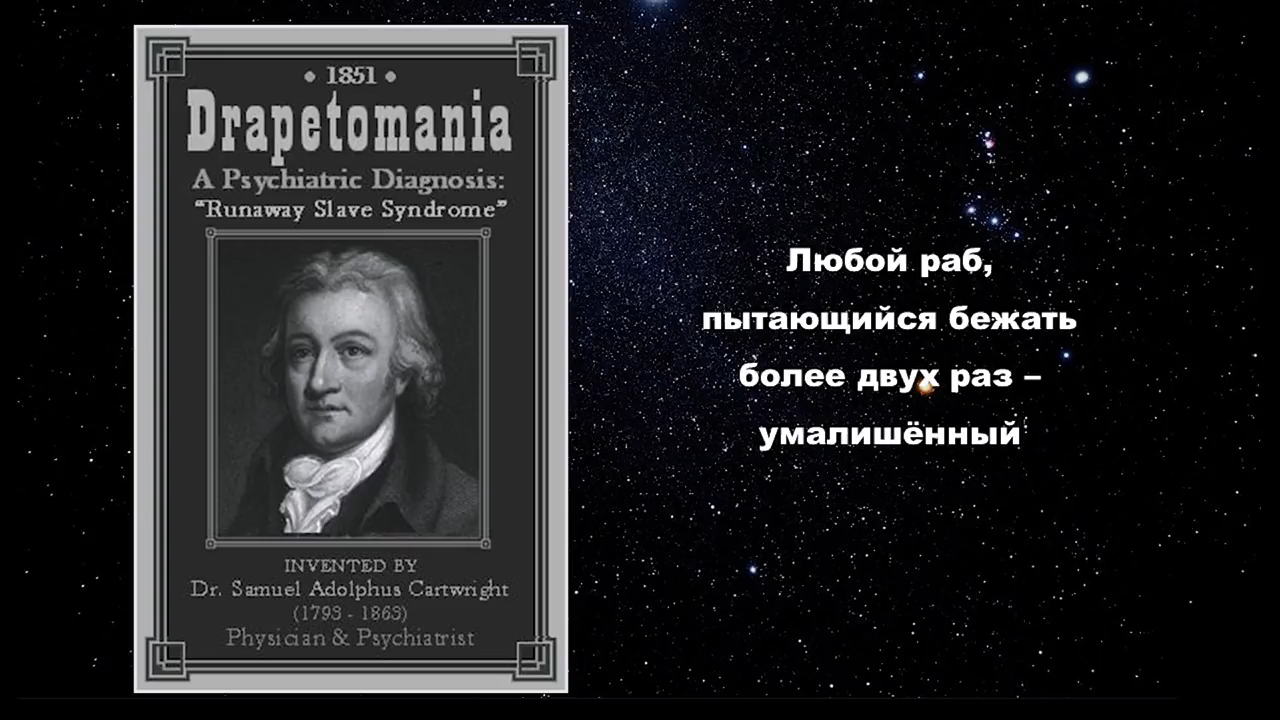 • 1851 •
Drapetomania
A Psychiatric Diagnosis:
“Runaway Slave Syndrome”
INVENTED BY
Dr. Samuel Adolphus Cartwright
(1793 - 1863)
Physician & Psychiatrist
Любой раб,
пытающийся бежать
более двух раз –
умалишённый